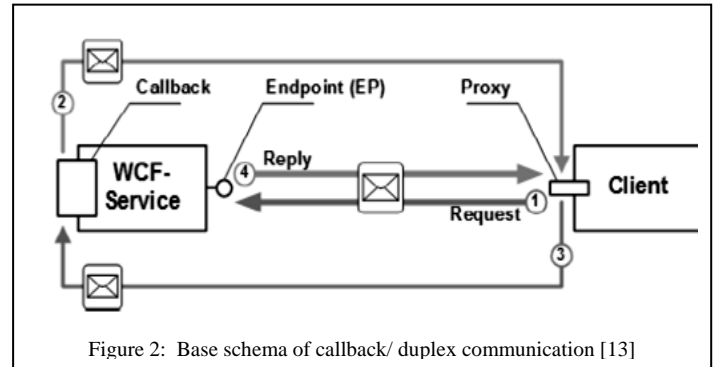 Callback Endpoint (EP) Proxy
2
WCF-
Service
4 Reply
Request 1
Client
3
Figure 2: Base schema of callback/ duplex communication [13]